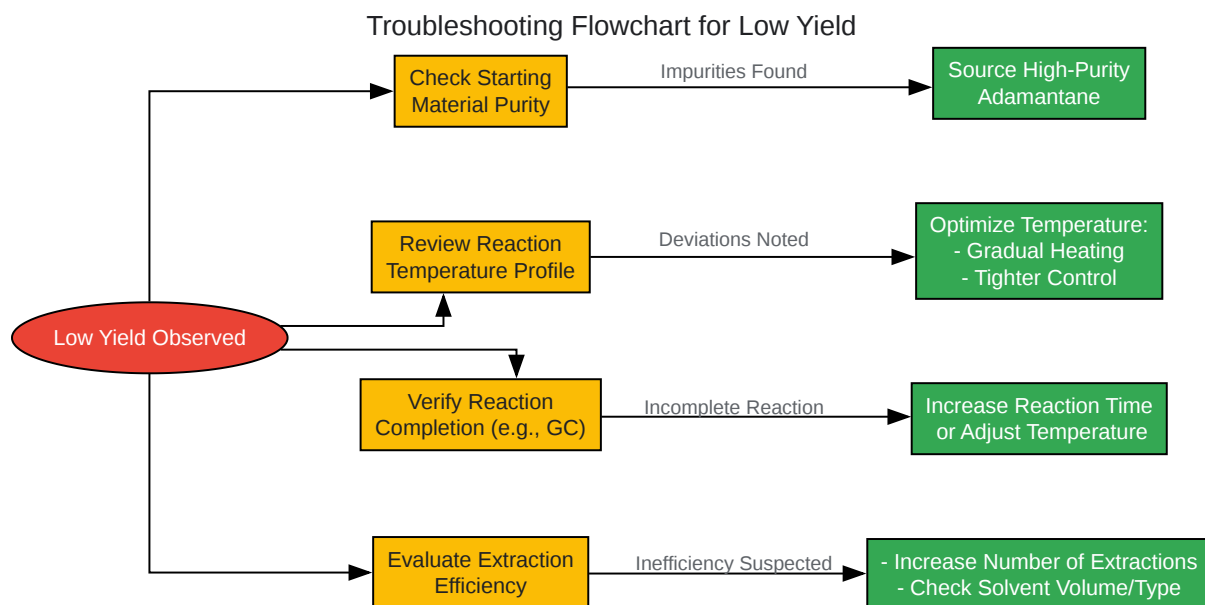 Troubleshooting Flowchart for Low Yield
Check Starting
Material Purity
Impurities Found
Source High-Purity
Adamantane
Review Reaction
Temperature Profile
Deviations Noted
Optimize Temperature:
- Gradual Heating
- Tighter Control
Low Yield Observed
Verify Reaction
Completion (e.g., GC)
Incomplete Reaction
Increase Reaction Time
or Adjust Temperature
Evaluate Extraction
Efficiency
Inefficiency Suspected
- Increase Number of Extractions
- Check Solvent Volume/Type